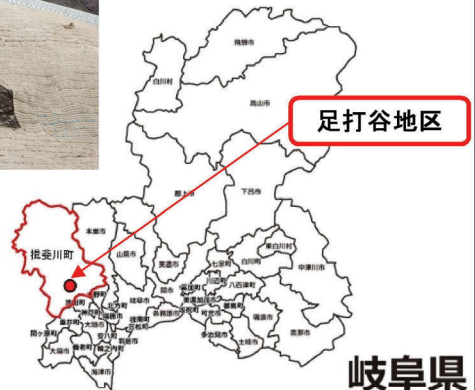 飛騨市
白川村
高山市
足打谷地区
郡上市
下呂市
揖斐川町
本巣市
山県市
美濃市
七宗町
白川町
東白川村
中津川市
関市
川辺町
八百津町
岐阜市
各務原市
美濃加茂市
可児市
御嵩町
瑞浪市
恵那市
多治見市
土岐市
大野町
池田町
神戸町
北方町
瑞穂市
関ヶ原町
垂井町
大垣市
安八町
岐南町
笠松町
羽島市
大垣市
養老町
輪之内町
海津市
岐阜県